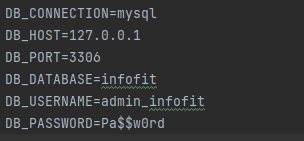 DB_CONNECTION=mysql
DB_HOST=127.0.0.1
DB_PORT=3306
DB_DATABASE=infofit
DB_USERNAME=admin_infofit
DB_PASSWORD=Pa$$w0rd